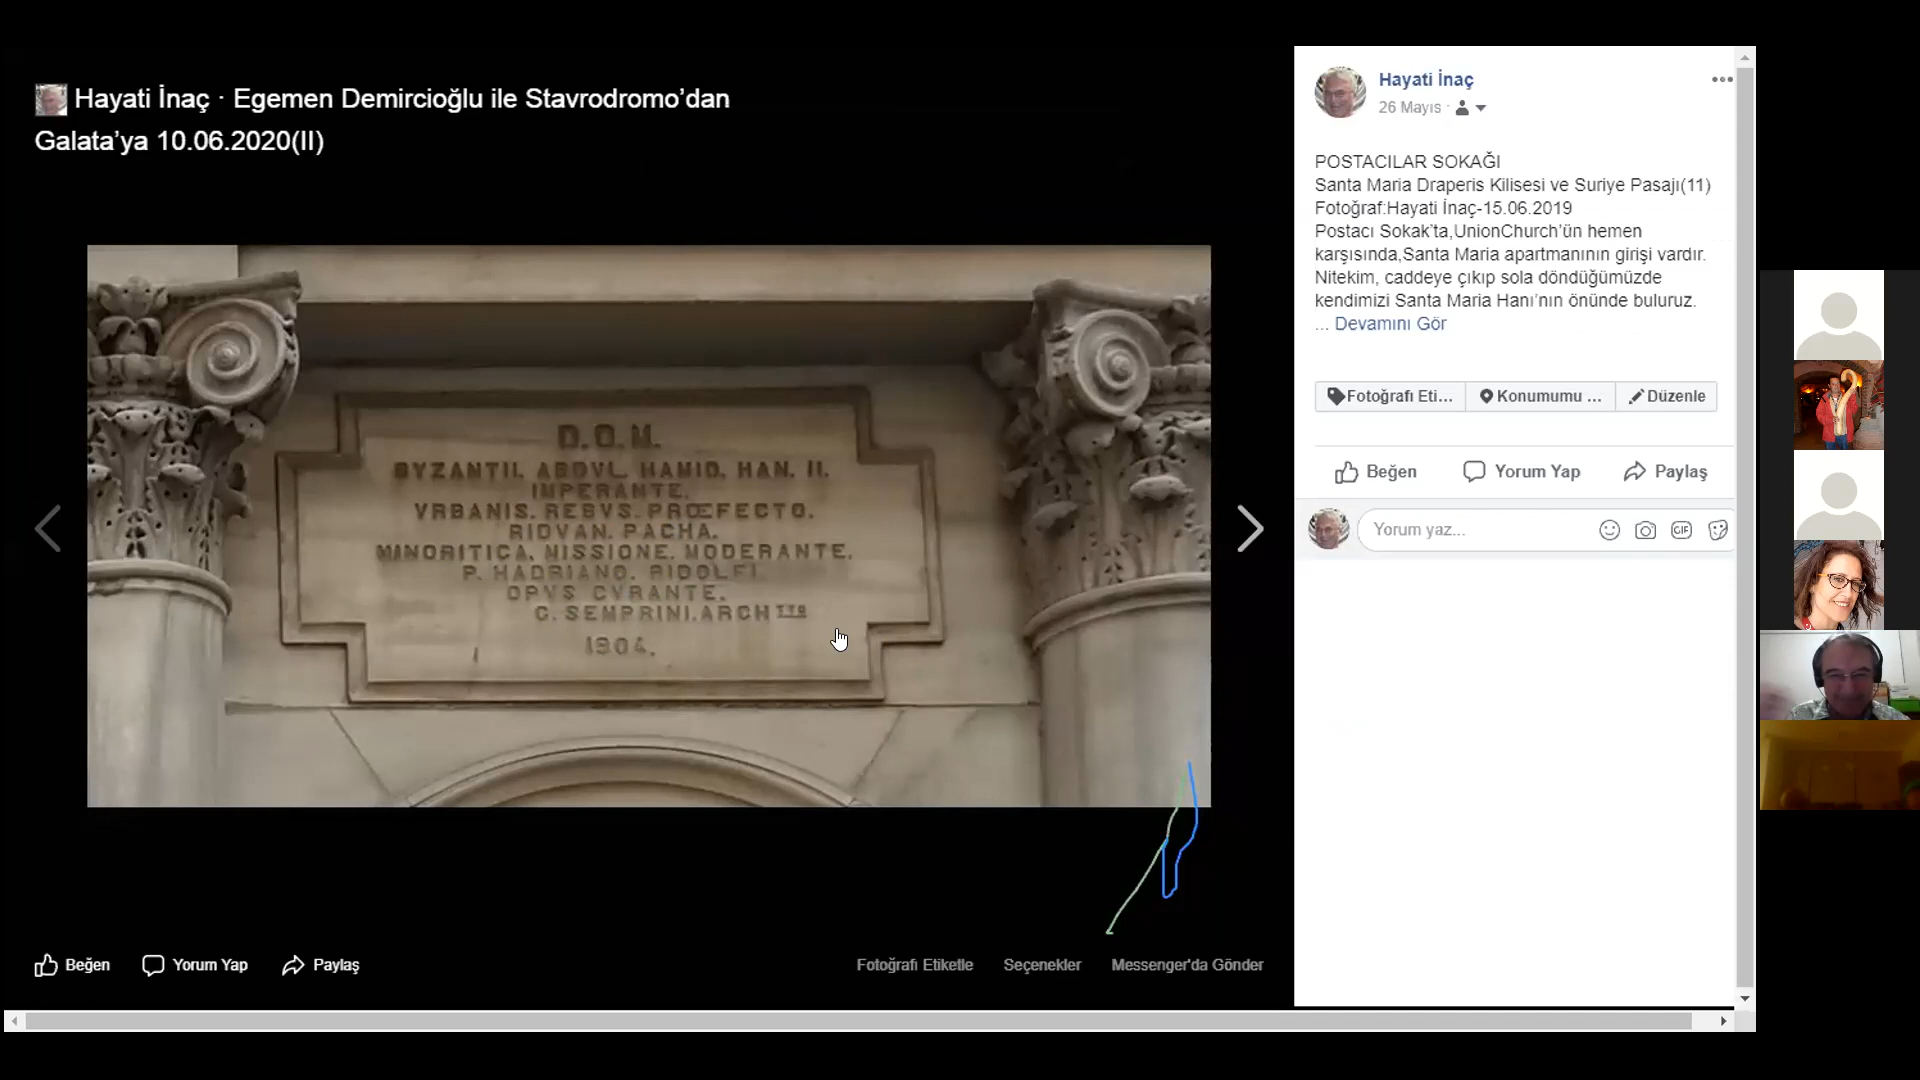 Hayati İnaç · Egemen Demircioğlu ile Stavrodromo’dan
Galata’ya 10.06.2020(II)
D.O.M.
BYZANTII. ABDVL. HAMID. HAN. II.
IMPERANTE.
VRBANIS. REBVS. PRŒFECTO.
RIDVAN. PACHA.
MINORITICA. MISSIONE. MODERANTE.
P. HADRIANO. RIDOLFI.
OPVS CVRANTE.
C. SEMPRINI. ARCH
1904.
Beğen Yorum Yap Paylaş
Fotoğrafı Etiketle Seçenekler Messenger'da Gönder
Hayati İnaç
26 Mayıs ·
POSTACILAR SOKAĞI
Santa Maria Draperis Kilisesi ve Suriye Pasajı(11)
Fotoğraf:Hayati İnaç-15.06.2019
Postacı Sokak’ta,UnionChurch’ün hemen
karşısında,Santa Maria apartmanının girişi vardır.
Nitekim, caddeye çıkıp sola döndüğümüzde
kendimizi Santa Maria Hanı’nın önünde buluruz.
... Devamını Gör
Fotoğrafı Eti... Konumumu ... Düzenle
Beğen Yorum Yap Paylaş
Yorum yaz...
GIF